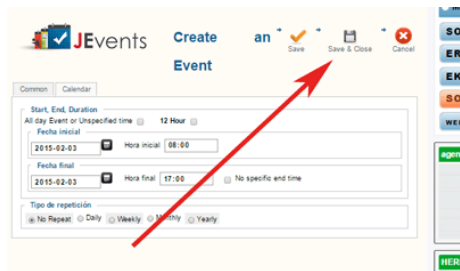 JEvents
Create an Event
Save
Save & Close
Cancel
Common
Calendar
Start, End, Duration
All day Event or Unspecified time
12 Hour
Fecha inicial
2015-02-03
Hora inicial
08:00
Fecha final
2015-02-03
Hora final
17:00
No specific end time
Tipo de repetición
No Repeat
Daily
Weekly
Monthly
Yearly
SO
ER
EK
SO
agen
HER